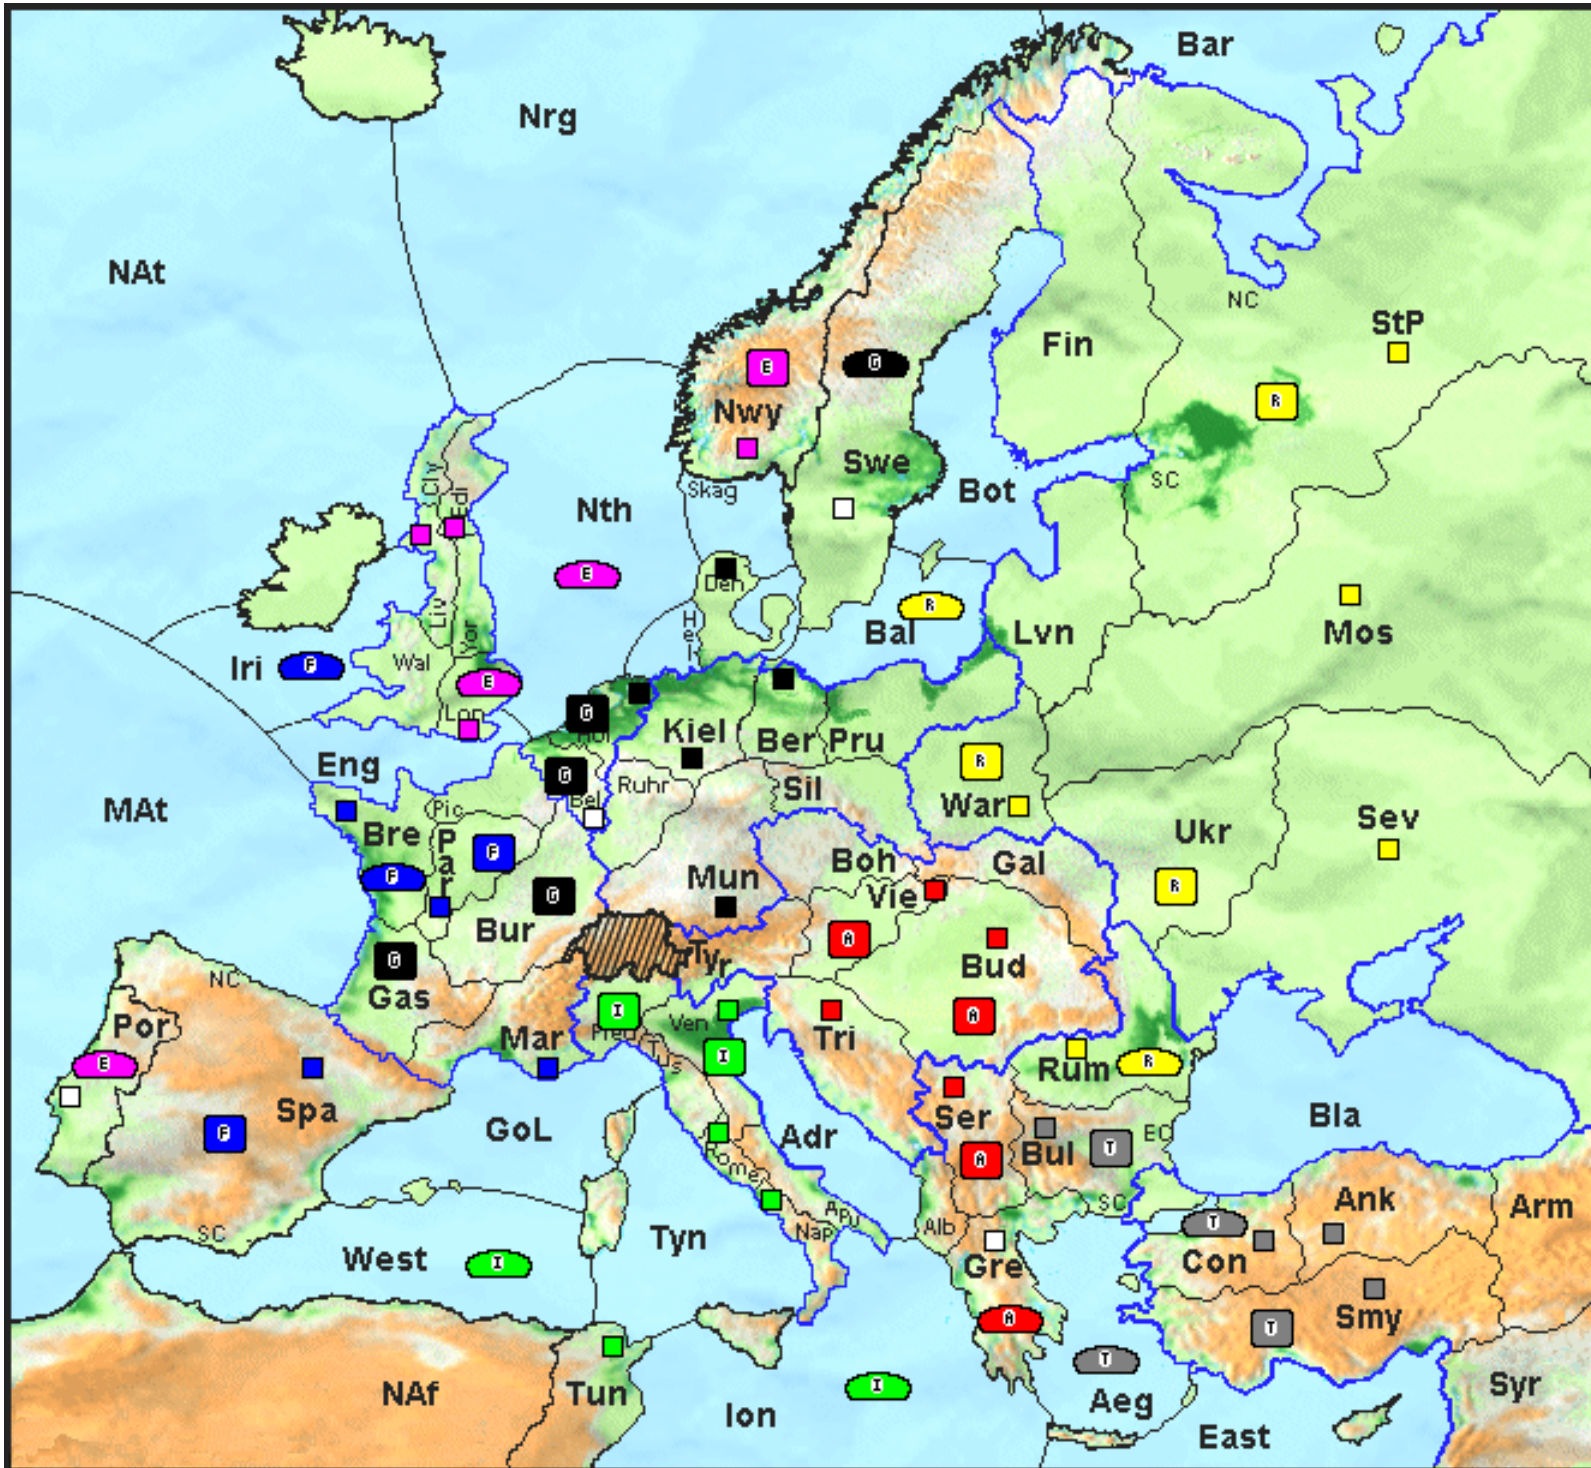 Bar
Nrg
NAt
NC
StP
Fin
E
G
R
Nwy
Cly
Edi
Swe
SC
Skag
Bot
Nth
E
Den
R
Mos
Hel
Bal
Lvn
Liv
Yor
Iri
F
Wal
E
G
Lon
Hol
Kiel
Ber
Pru
Eng
G
Ruhr
Sil
R
War
MAt
Pic
Bel
Bre
Par
F
Ukr
Sev
Boh
Gal
Mun
Vie
F
G
R
Bur
A
Tyr
Bud
G
NC
Gas
I
A
Por
Mar
Pied
Ven
Tri
Tus
I
Rum
R
E
Spa
Ser
F
GoL
Adr
Bul
T
EC
Bla
Rome
A
SC
Ank
Arm
Apu
SC
Tyn
Nap
Alb
T
West
I
Gre
Con
A
T
Smy
T
NAf
Tun
I
Aeg
Syr
Ion
East